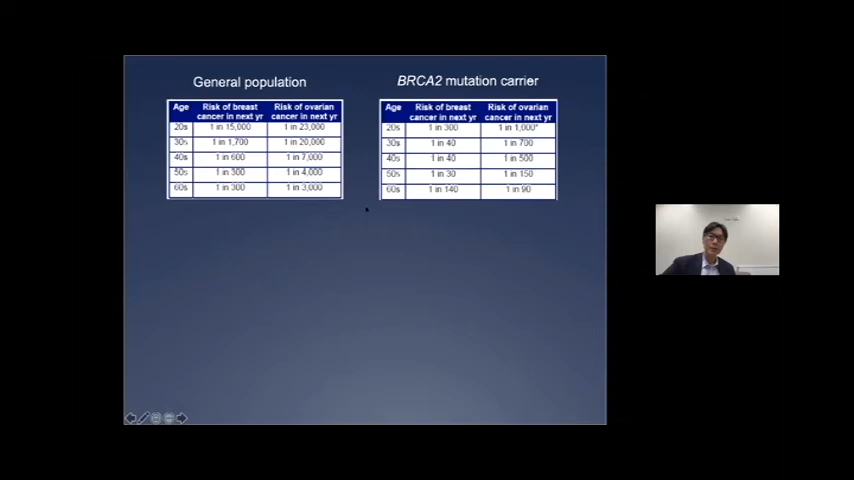 General population
Age Risk of breast cancer in next yr Risk of ovarian cancer in next yr
20s 1 in 15,000 1 in 23,000
30s 1 in 1,700 1 in 20,000
40s 1 in 600 1 in 7,000
50s 1 in 300 1 in 4,000
60s 1 in 300 1 in 3,000
BRCA2 mutation carrier
Age Risk of breast cancer in next yr Risk of ovarian cancer in next yr
20s 1 in 300 1 in 1,000*
30s 1 in 40 1 in 700
40s 1 in 40 1 in 500
50s 1 in 30 1 in 150
60s 1 in 140 1 in 90